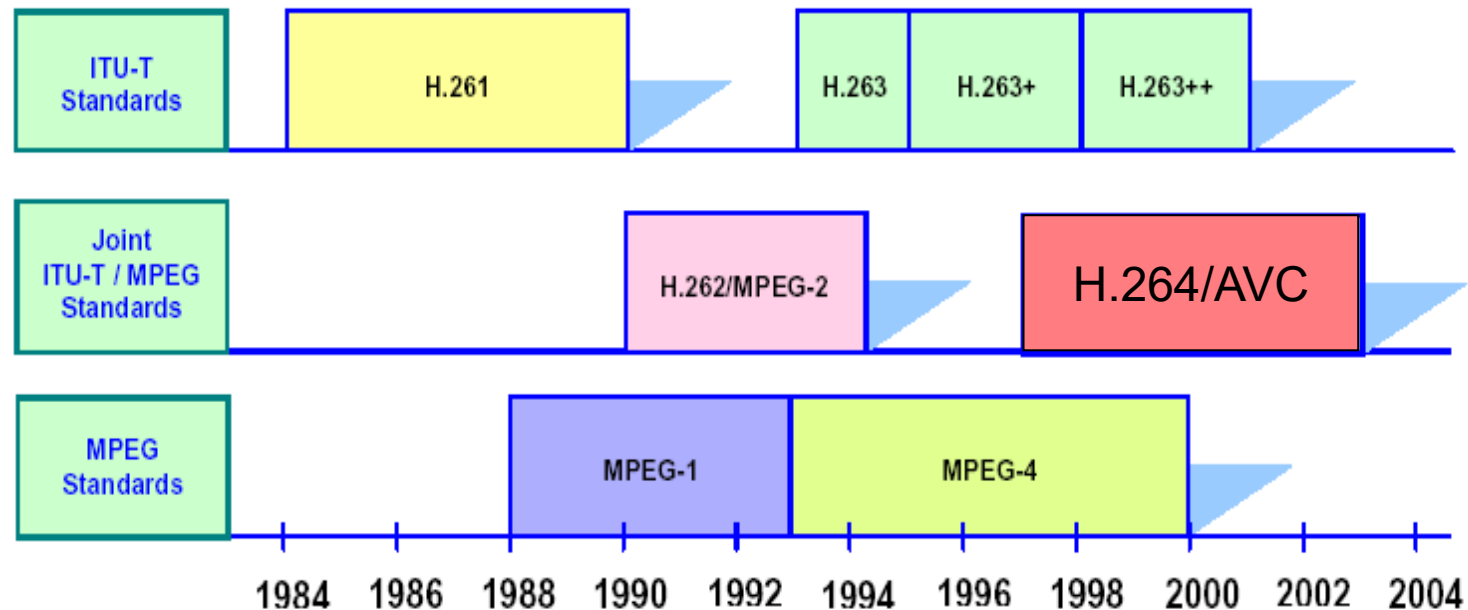 ITU-T
Standards
H.261
H.263
H.263+
H.263++
Joint
ITU-T / MPEG
Standards
H.262/MPEG-2
H.264/AVC
MPEG
Standards
MPEG-1
MPEG-4
1984 1986 1988 1990 1992 1994 1996 1998 2000 2002 2004